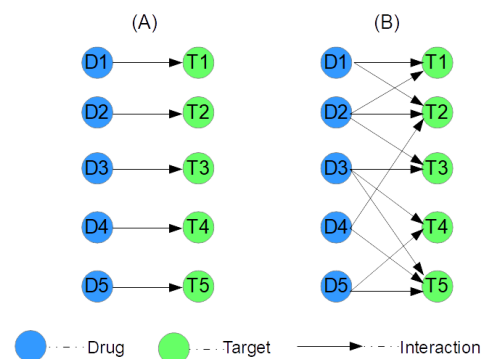 (A) (B)
D1 T1 D1 T1
D2 T2 D2 T2
D3 T3 D3 T3
D4 T4 D4 T4
D5 T5 D5 T5
Drug Target Interaction